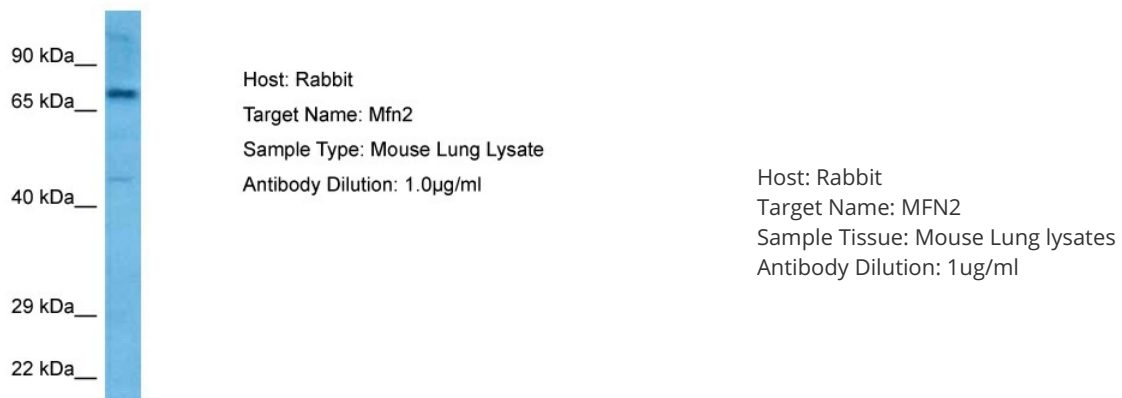 90 kDa__
65 kDa__
40 kDa__
29 kDa__
22 kDa__
Host: Rabbit
Target Name: Mfn2
Sample Type: Mouse Lung Lysate
Antibody Dilution: 1.0µg/ml
Host: Rabbit
Target Name: MFN2
Sample Tissue: Mouse Lung lysates
Antibody Dilution: 1ug/ml